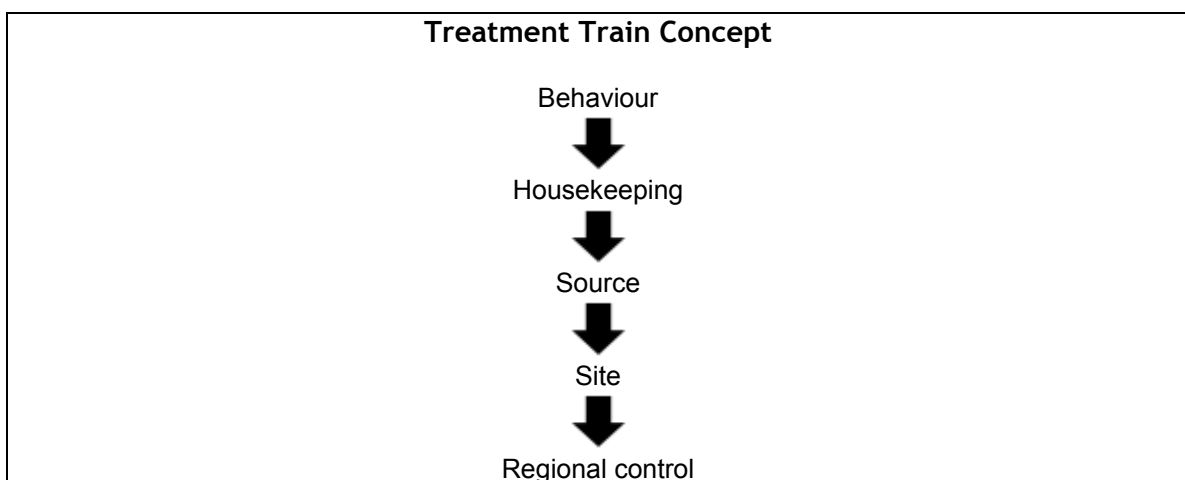 Treatment Train Concept
Behaviour
Housekeeping
Source
Site
Regional control